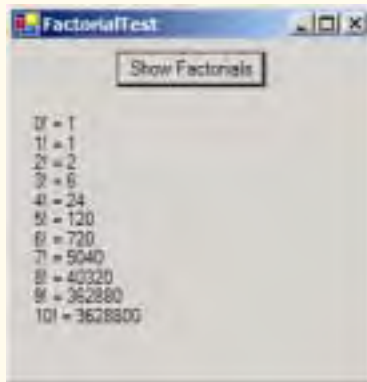 FactorialTest
Show Factorials
0! = 1
1! = 1
2! = 2
3! = 6
4! = 24
5! = 120
6! = 720
7! = 5040
8! = 40320
9! = 362880
10! = 3628800